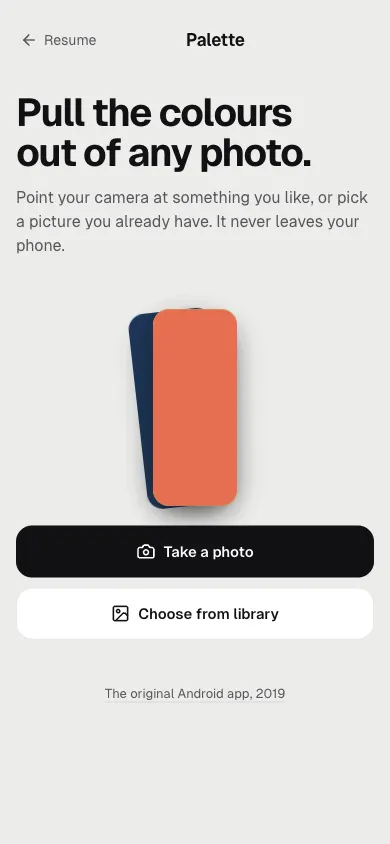 Resume
Palette
Pull the colours
out of any photo.
Point your camera at something you like, or pick
a picture you already have. It never leaves your
phone.
Take a photo
Choose from library
The original Android app, 2019